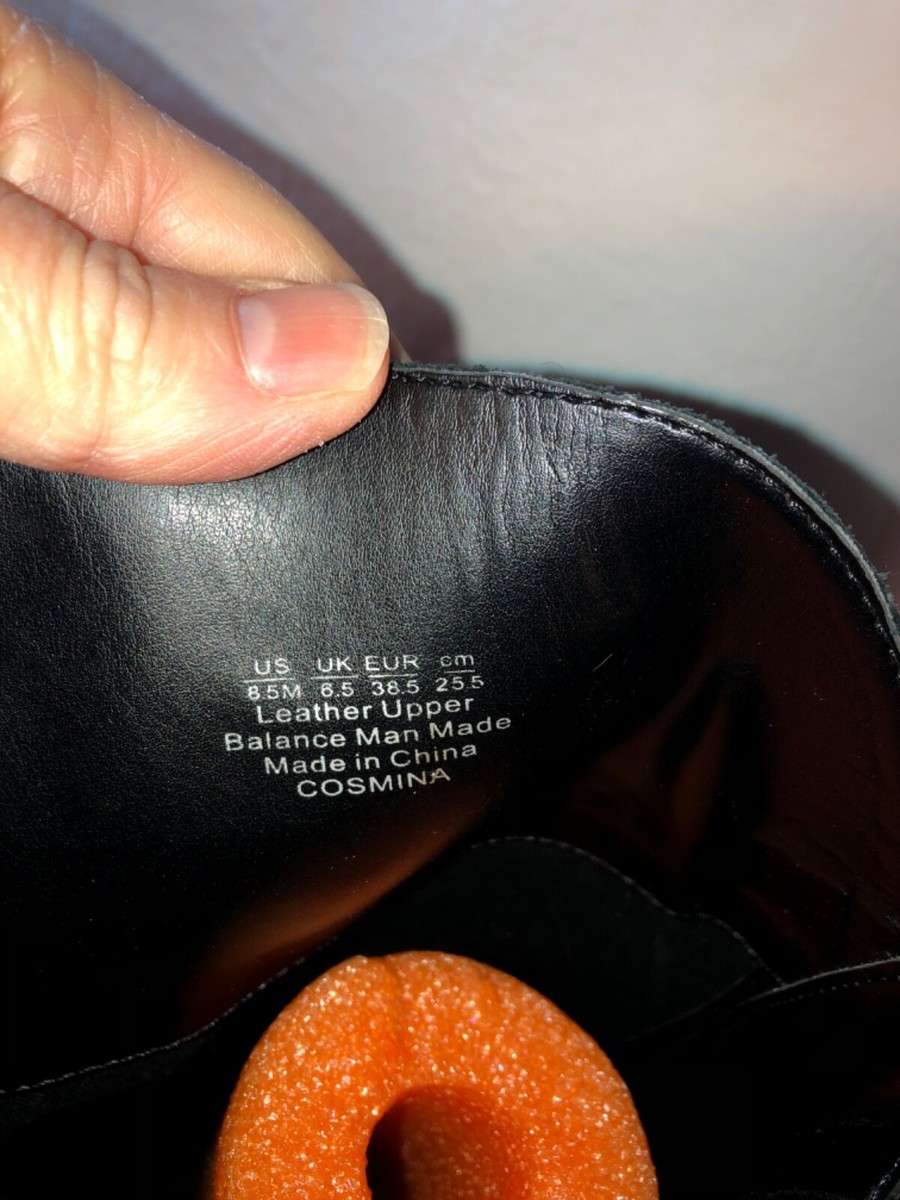 US UK EUR cm
8.5M 6.5 38.5 25.5
Leather Upper
Balance Man Made
Made in China
COSMINA